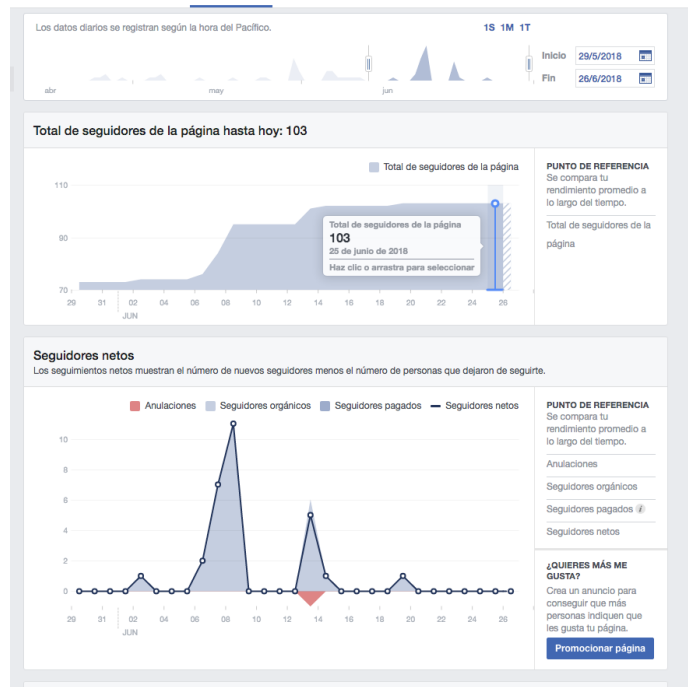 Los datos diarios se registran según la hora del Pacífico.
1S 1M 1T
Inicio 29/5/2018
Fin 26/6/2018
abr may jun
Total de seguidores de la página hasta hoy: 103
Total de seguidores de la página
110
90
70
Total de seguidores de la página
103
25 de junio de 2018
Haz clic o arrastra para seleccionar
29 31 02 04 06 08 10 12 14 16 18 20 22 24 26
JUN
PUNTO DE REFERENCIA
Se compara tu
rendimiento promedio a
lo largo del tiempo.
Total de seguidores de la
página
Seguidores netos
Los seguimientos netos muestran el número de nuevos seguidores menos el número de personas que dejaron de seguirte.
Anulaciones Seguidores orgánicos Seguidores pagados Seguidores netos
10
8
6
4
2
0
29 31 02 04 06 08 10 12 14 16 18 20 22 24 26
JUN
PUNTO DE REFERENCIA
Se compara tu
rendimiento promedio a
lo largo del tiempo.
Anulaciones
Seguidores orgánicos
Seguidores pagados i
Seguidores netos
¿QUIERES MÁS ME
GUSTA?
Crea un anuncio para
conseguir que más
personas indiquen que
les gusta tu página.
Promocionar página